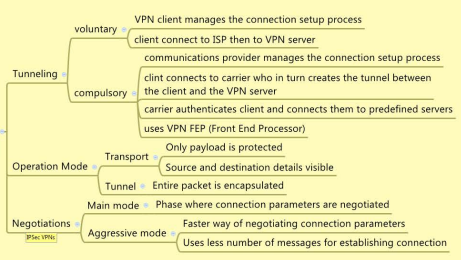 VPN client manages the connection setup process
voluntary
client connect to ISP then to VPN server
communications provider manages the connection setup process
Tunneling
clint connects to carrier who in turn creates the tunnel between
the client and the VPN server
compulsory
carrier authenticates client and connects them to predefined servers
uses VPN FEP (Front End Processor)
Only payload is protected
Transport
Source and destination details visible
Operation Mode
Tunnel
Entire packet is encapsulated
Main mode
Phase where connection parameters are negotiated
Negotiations
Faster way of negotiating connection parameters
Aggressive mode
Uses less number of messages for establishing connection
IPSec VPNs